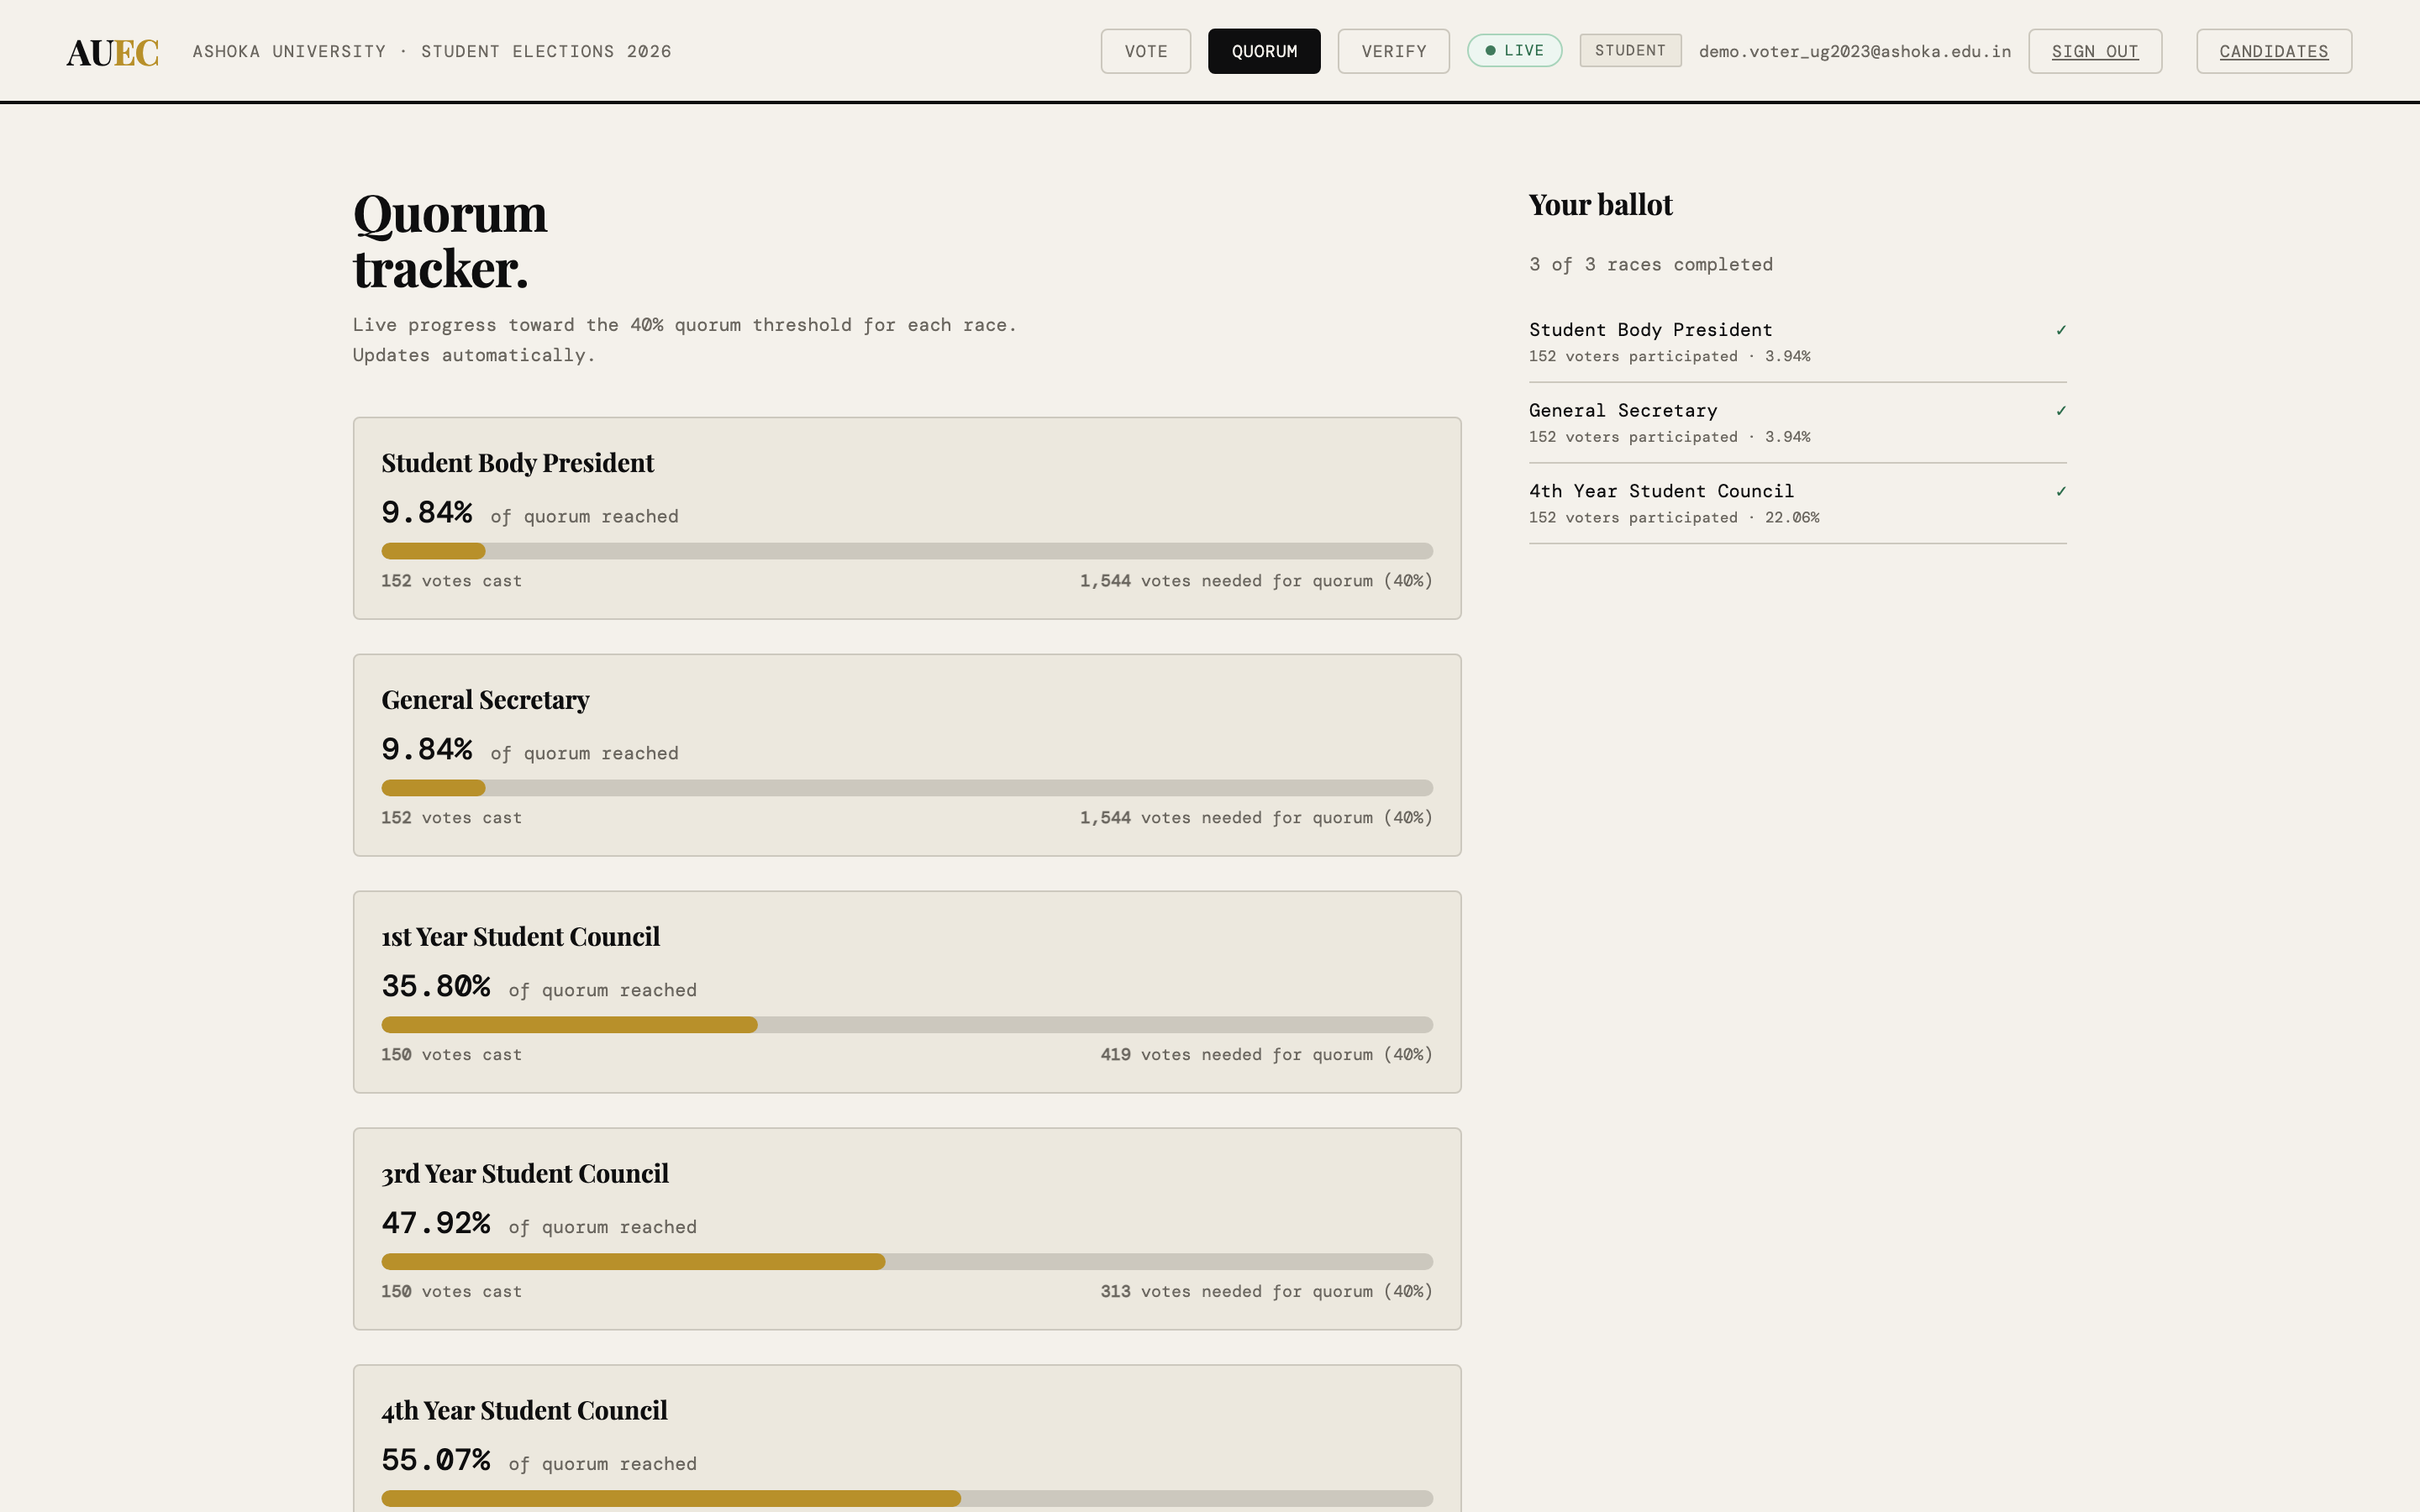 AUEC
ASHOKA UNIVERSITY · STUDENT ELECTIONS 2026
VOTE
QUORUM
VERIFY
LIVE
STUDENT
demo.voter_ug2023@ashoka.edu.in
SIGN OUT
CANDIDATES
Quorum
tracker.
Live progress toward the 40% quorum threshold for each race.
Updates automatically.
Student Body President
9.84% of quorum reached
152 votes cast
1,544 votes needed for quorum (40%)
General Secretary
9.84% of quorum reached
152 votes cast
1,544 votes needed for quorum (40%)
1st Year Student Council
35.80% of quorum reached
150 votes cast
419 votes needed for quorum (40%)
3rd Year Student Council
47.92% of quorum reached
150 votes cast
313 votes needed for quorum (40%)
4th Year Student Council
55.07% of quorum reached
Your ballot
3 of 3 races completed
Student Body President ✓
152 voters participated · 3.94%
General Secretary ✓
152 voters participated · 3.94%
4th Year Student Council ✓
152 voters participated · 22.06%